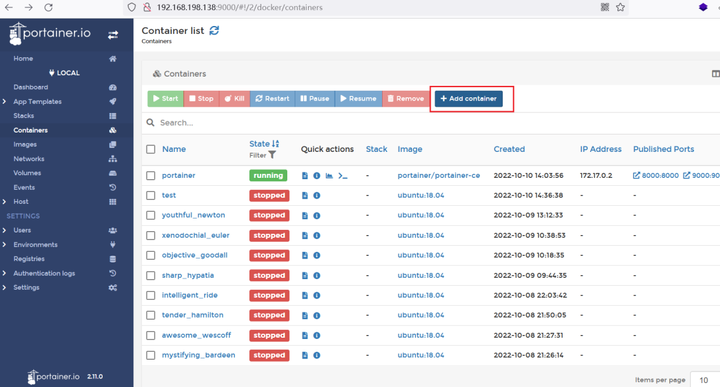 192.168.198.138:9000/#!/2/docker/containers
portainer.io
Home
LOCAL
Dashboard
App Templates
Stacks
Containers
Images
Networks
Volumes
Events
Host
SETTINGS
Users
Environments
Registries
Authentication logs
Settings
portainer.io 2.11.0
Container list
Containers
Containers
Start Stop Kill Restart Pause Resume Remove + Add container
Search...
Name State Filter Quick actions Stack Image Created IP Address Published Ports
portainer running >_ - portainer/portainer-ce 2022-10-10 14:03:56 172.17.0.2 8000:8000 9000:90
test stopped - ubuntu:18.04 2022-10-10 14:36:38 - -
youthful_newton stopped - ubuntu:18.04 2022-10-09 13:12:33 - -
xenodochial_euler stopped - ubuntu:18.04 2022-10-09 10:38:53 - -
objective_goodall stopped - ubuntu:18.04 2022-10-09 10:18:35 - -
sharp_hypatia stopped - ubuntu:18.04 2022-10-09 09:44:35 - -
intelligent_ride stopped - ubuntu:18.04 2022-10-08 22:03:42 - -
tender_hamilton stopped - ubuntu:18.04 2022-10-08 21:50:05 - -
awesome_wescoff stopped - ubuntu:18.04 2022-10-08 21:27:31 - -
mystifying_bardeen stopped - ubuntu:18.04 2022-10-08 21:26:14 - -
Items per page 10